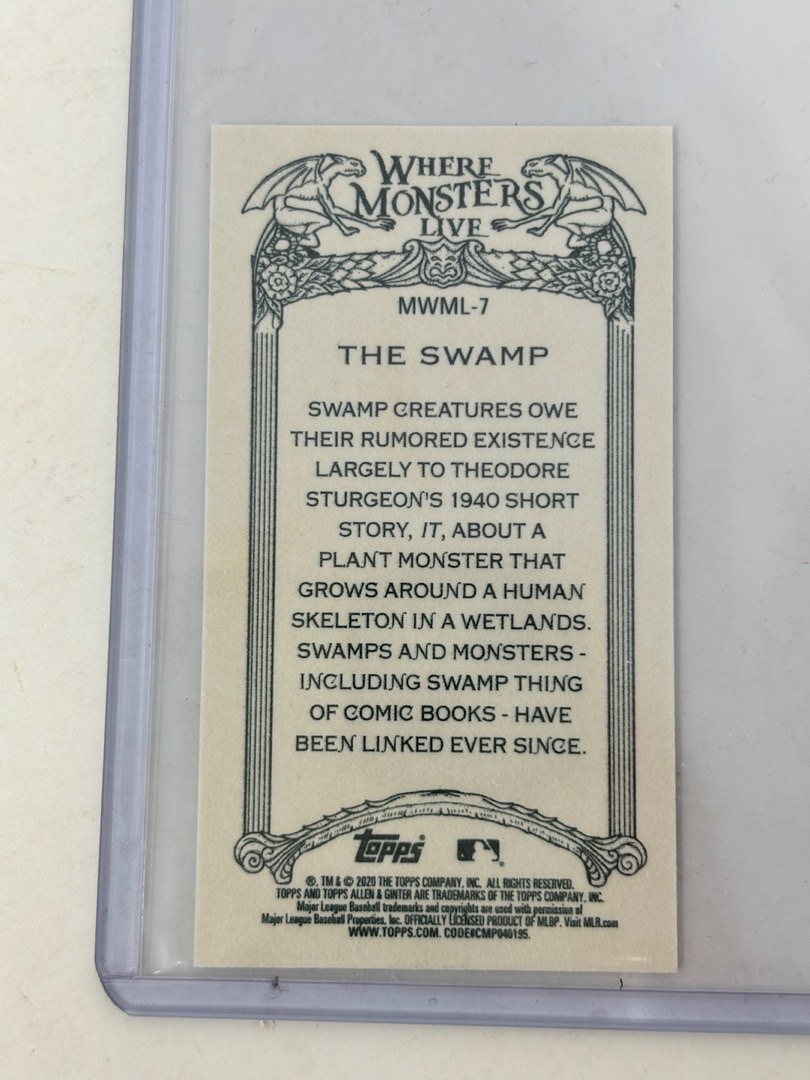 WHERE
MONSTERS
LIVE
MWML-7
THE SWAMP
SWAMP CREATURES OWE
THEIR RUMORED EXISTENCE
LARGELY TO THEODORE
STURGEON'S 1940 SHORT
STORY, IT, ABOUT A
PLANT MONSTER THAT
GROWS AROUND A HUMAN
SKELETON IN A WETLANDS.
SWAMPS AND MONSTERS -
INCLUDING SWAMP THING
OF COMIC BOOKS - HAVE
BEEN LINKED EVER SINCE.
Topps®
®, TM & © 2020 THE TOPPS COMPANY, INC. ALL RIGHTS RESERVED.
TOPPS AND TOPPS ALLEN & GINTER ARE TRADEMARKS OF THE TOPPS COMPANY, INC.
Major League Baseball trademarks and copyrights are used with permission of
Major League Baseball Properties, Inc. OFFICIALLY LICENSED PRODUCT OF MLBP. Visit MLB.com
WWW.TOPPS.COM. CODE#CMP040195.